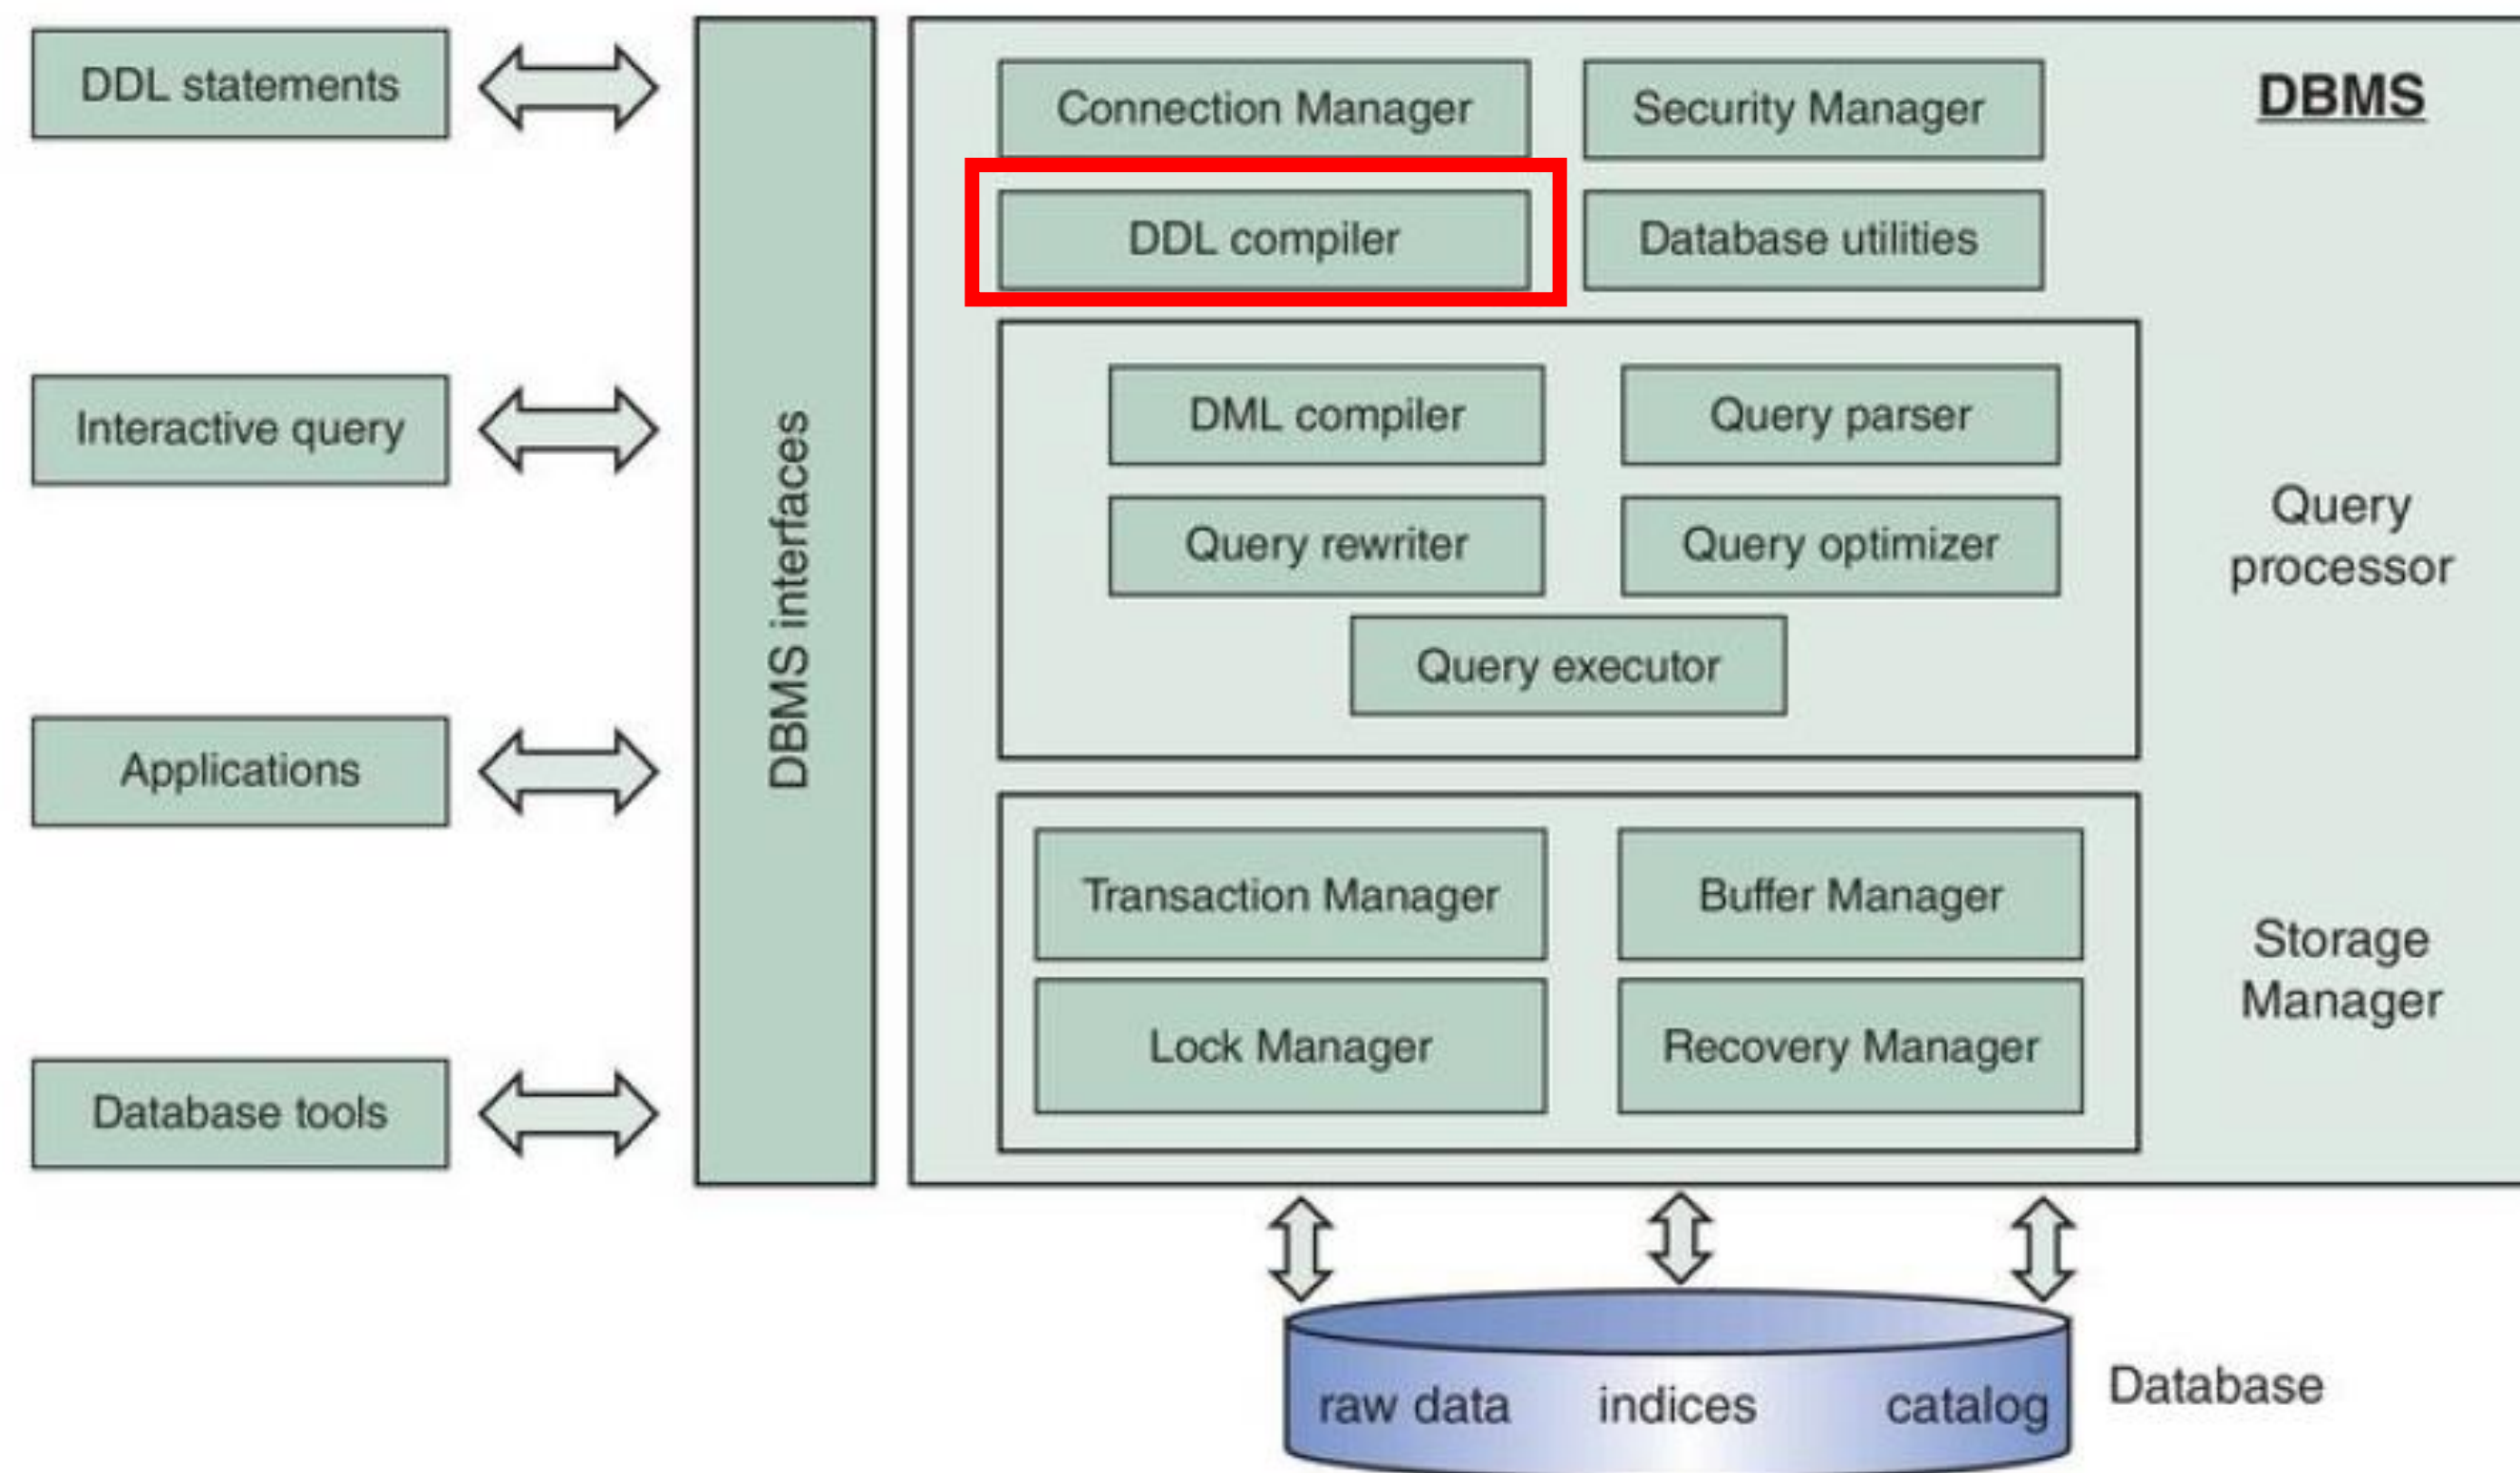 DDL statements
Interactive query
Applications
Database tools
DBMS interfaces
Connection Manager
Security Manager
DBMS
DDL compiler
Database utilities
DML compiler
Query parser
Query rewriter
Query optimizer
Query executor
Query
processor
Transaction Manager
Buffer Manager
Lock Manager
Recovery Manager
Storage
Manager
raw data
indices
catalog
Database